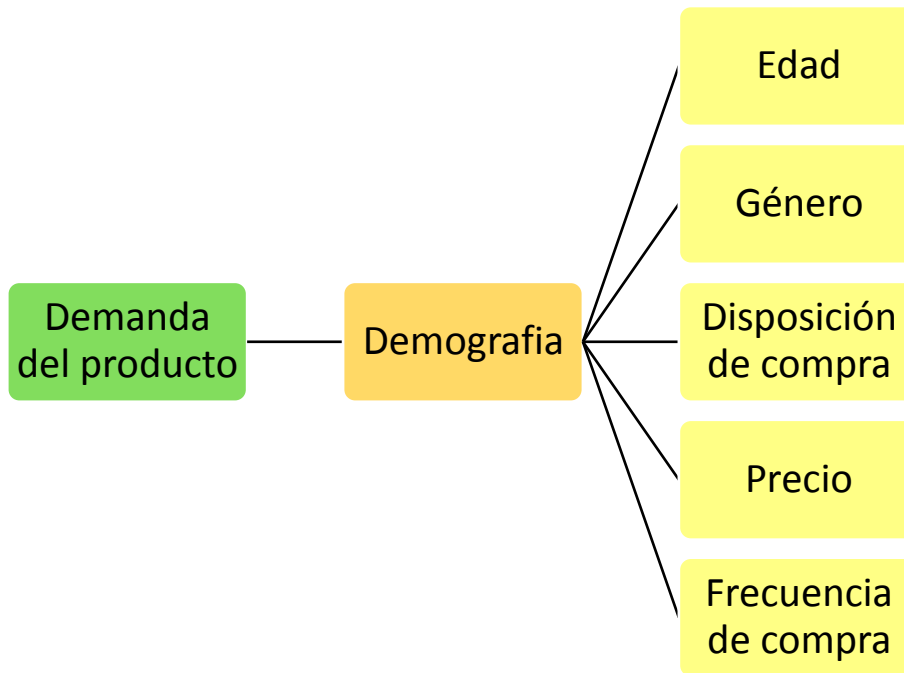 Demanda
del producto
Demografia
Edad
Género
Disposición
de compra
Precio
Frecuencia
de compra